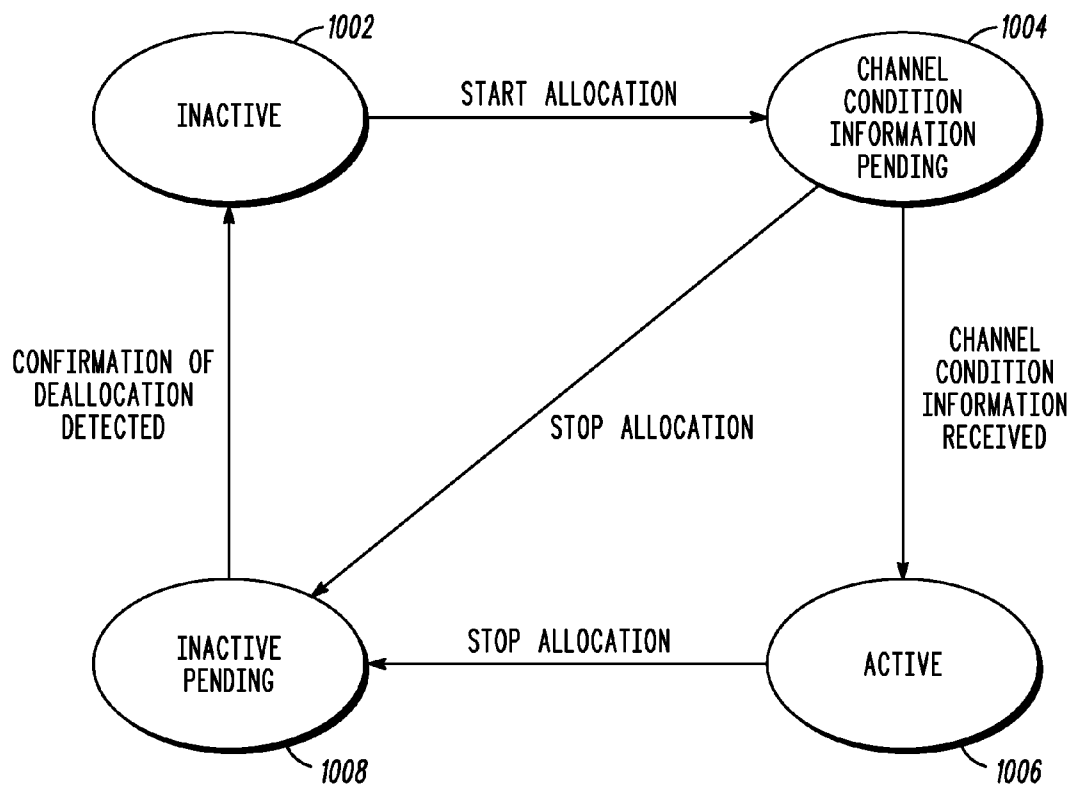 1002
INACTIVE
START ALLOCATION
1004
CHANNEL
CONDITION
INFORMATION
PENDING
CONFIRMATION OF
DEALLOCATION
DETECTED
STOP ALLOCATION
CHANNEL
CONDITION
INFORMATION
RECEIVED
INACTIVE
PENDING
1008
STOP ALLOCATION
ACTIVE
1006